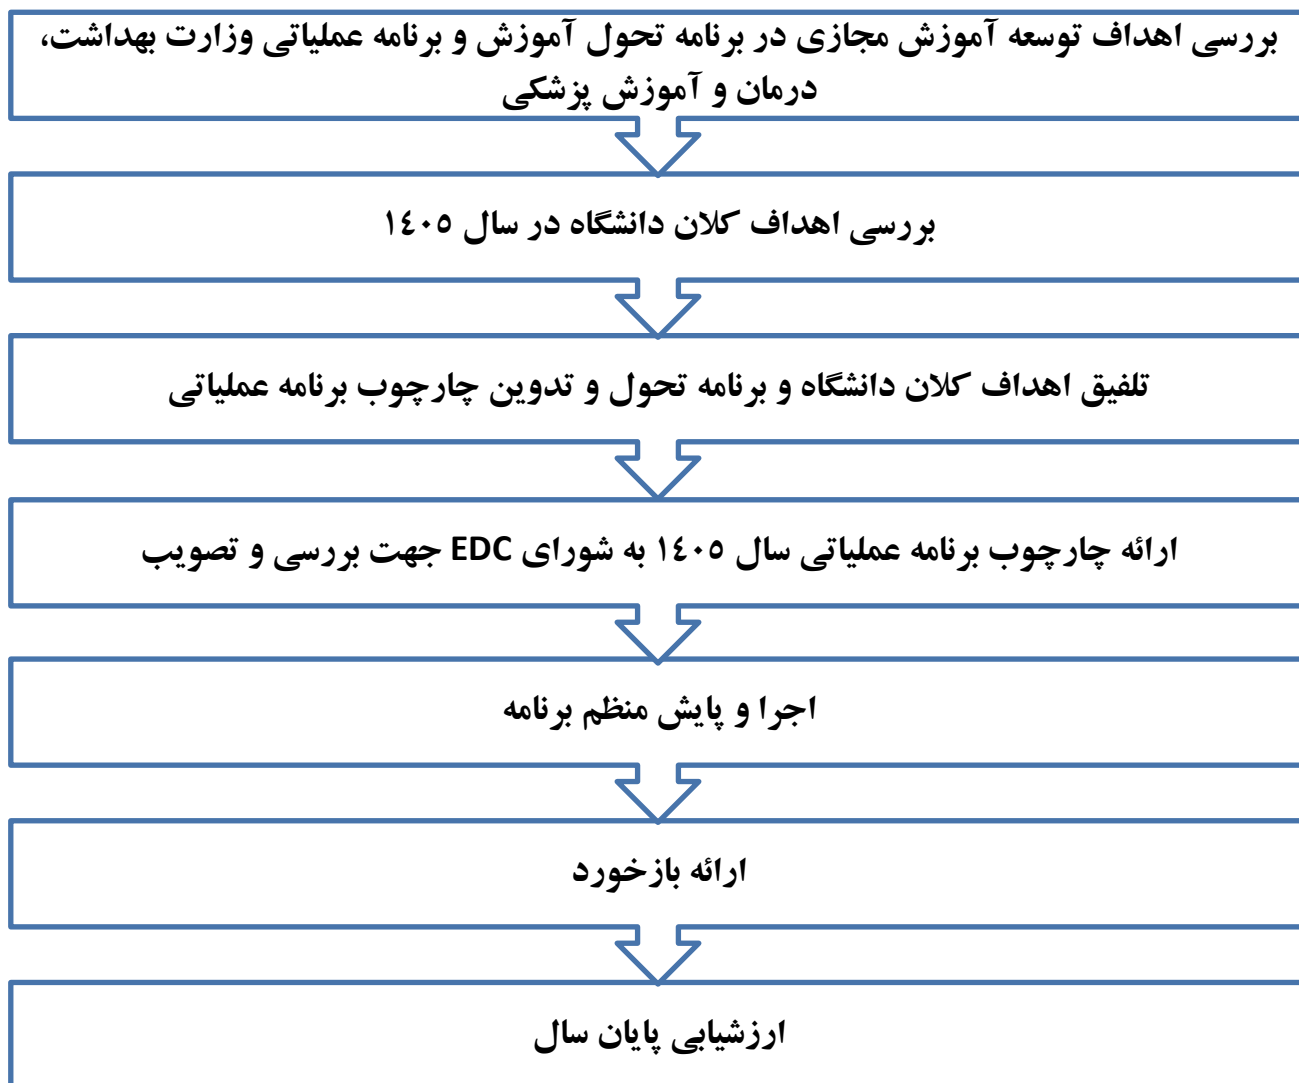 بررسی اهداف توسعه آموزش مجازی در برنامه تحول آموزش و برنامه عملیاتی وزارت بهداشت،
درمان و آموزش پزشکی
بررسی اهداف کلان دانشگاه در سال ١٤٠٥
تلفیق اهداف کلان دانشگاه و برنامه تحول و تدوین چارچوب برنامه عملیاتی
ارائه چارچوب برنامه عملیاتی سال ١٤٠٥ به شورای EDC جهت بررسی و تصویب
اجرا و پایش منظم برنامه
ارائه بازخورد
ارزشیابی پایان سال